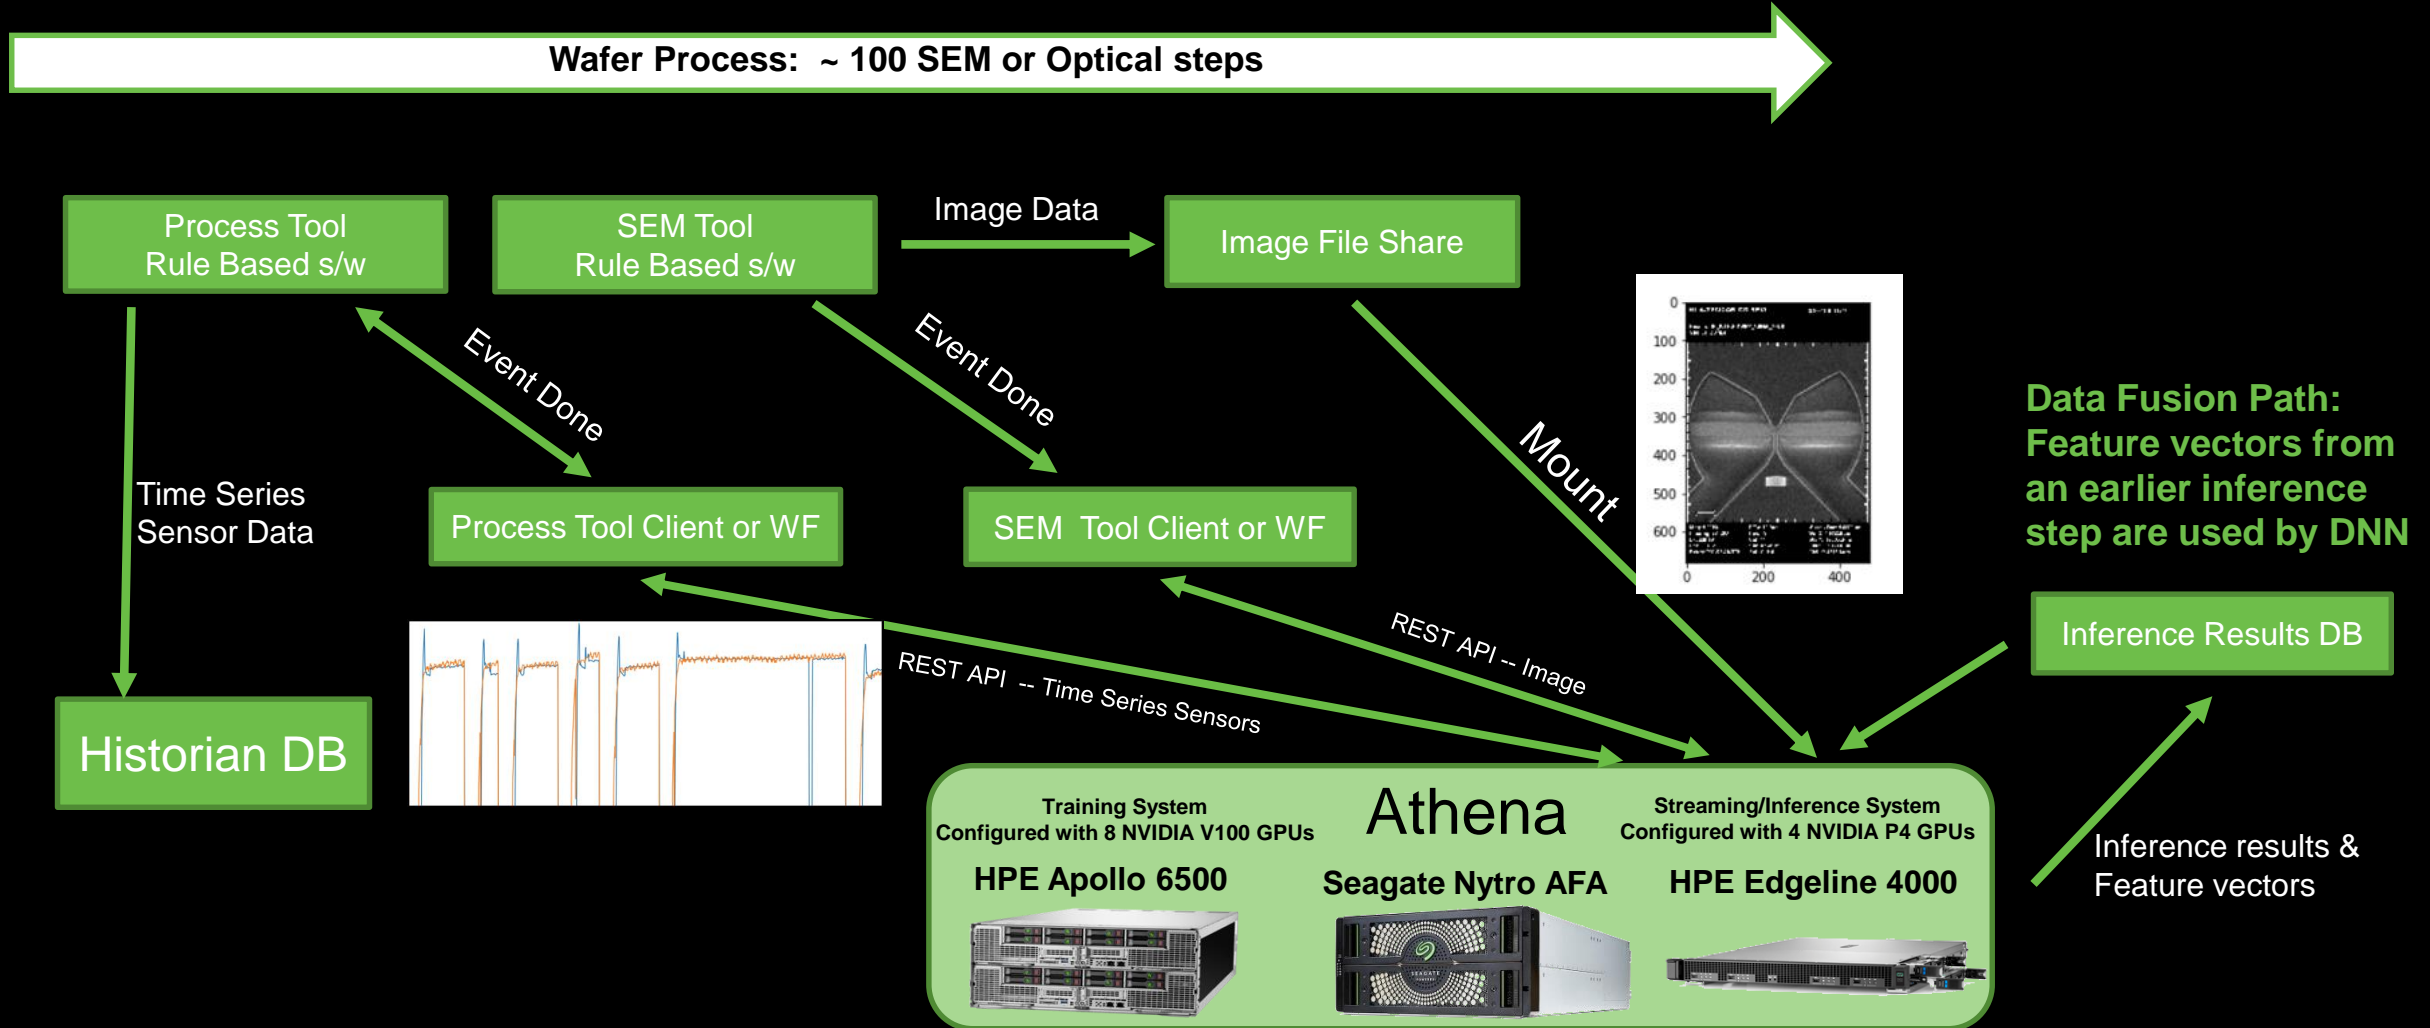 Wafer Process:  ~ 100 SEM or Optical steps
Process Tool
Rule Based s/w
SEM Tool
Rule Based s/w
Image Data
Image File Share
Event Done
Event Done
Mount
0
100
200
300
400
500
600
0
200
400
Data Fusion Path:
Feature vectors from
an earlier inference
step are used by DNN
Time Series
Sensor Data
Process Tool Client or WF
SEM  Tool Client or WF
REST API -- Image
REST API  -- Time Series Sensors
Inference Results DB
Historian DB
Athena
Training System
Configured with 8 NVIDIA V100 GPUs
HPE Apollo 6500
Seagate Nytro AFA
Streaming/Inference System
Configured with 4 NVIDIA P4 GPUs
HPE Edgeline 4000
SEAGATE
Inference results &
Feature vectors